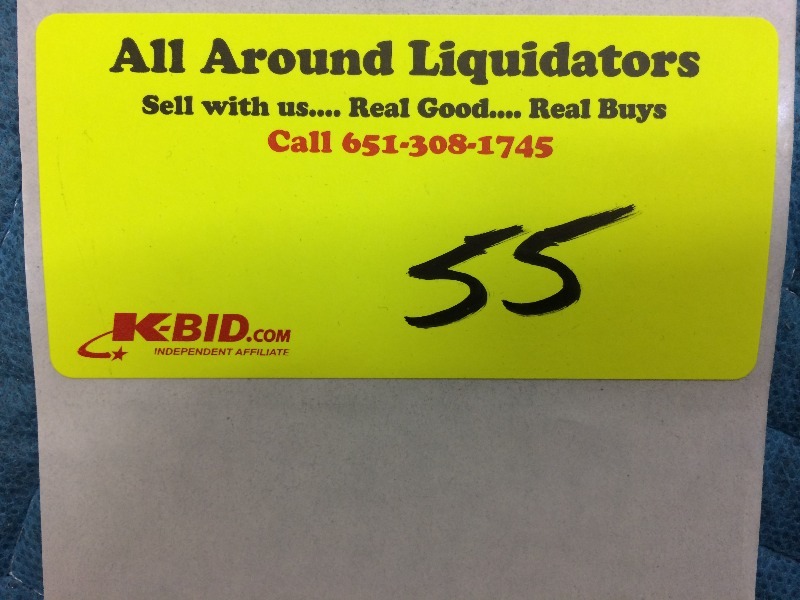 All Around Liquidators
Sell with us.... Real Good.... Real Buys
Call 651-308-1745
55
K-BID.COM
INDEPENDENT AFFILIATE